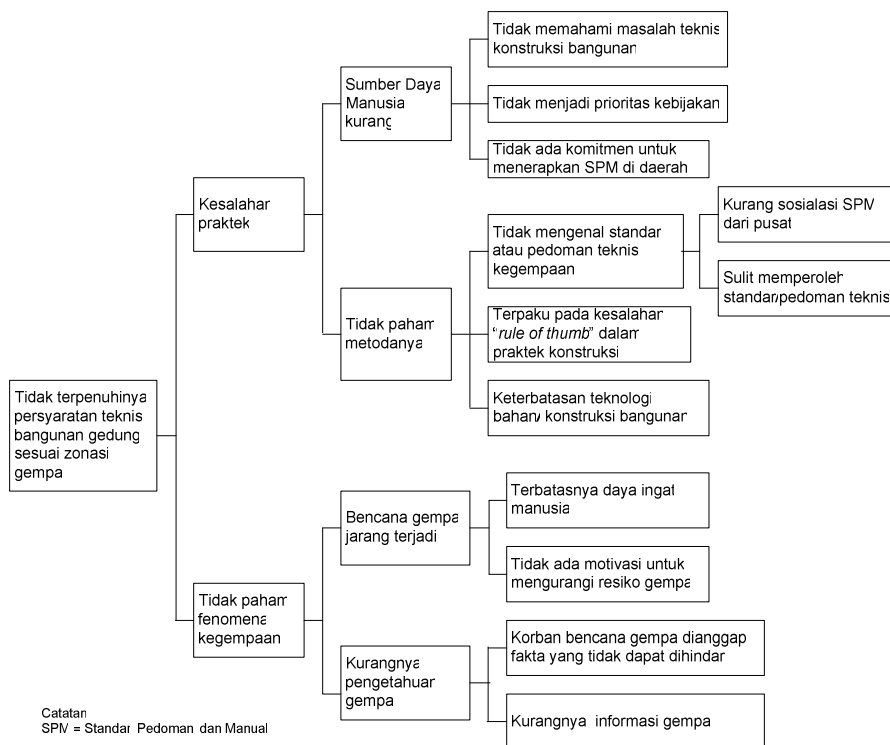 Tidak memahami masalah teknis
konstruksi bangunan
Sumber Daya
Manusia
kurang
Tidak menjadi prioritas kebijakan
Tidak ada komitmen untuk
menerapkan SPM di daerah
Kesalahan
praktek
Kurang sosialasi SPM
dari pusat
Tidak mengenal standar
atau pedoman teknis
kegempaan
Sulit memperoleh
standar/pedoman teknis
Tidak paham
metodanya
Terpaku pada kesalahan
"rule of thumb" dalam
praktek konstruksi
Keterbatasan teknologi
bahan/ konstruksi bangunan
Tidak terpenuhinya
persyaratan teknis
bangunan gedung
sesuai zonasi
gempa
Bencana gempa
jarang terjadi
Terbatasnya daya ingat
manusia
Tidak ada motivasi untuk
mengurangi resiko gempa
Tidak paham
fenomena
kegempaan
Kurangnya
pengetahuan
gempa
Korban bencana gempa dianggap
fakta yang tidak dapat dihindar
Kurangnya informasi gempa
Catatan
SPM = Standar Pedoman dan Manual